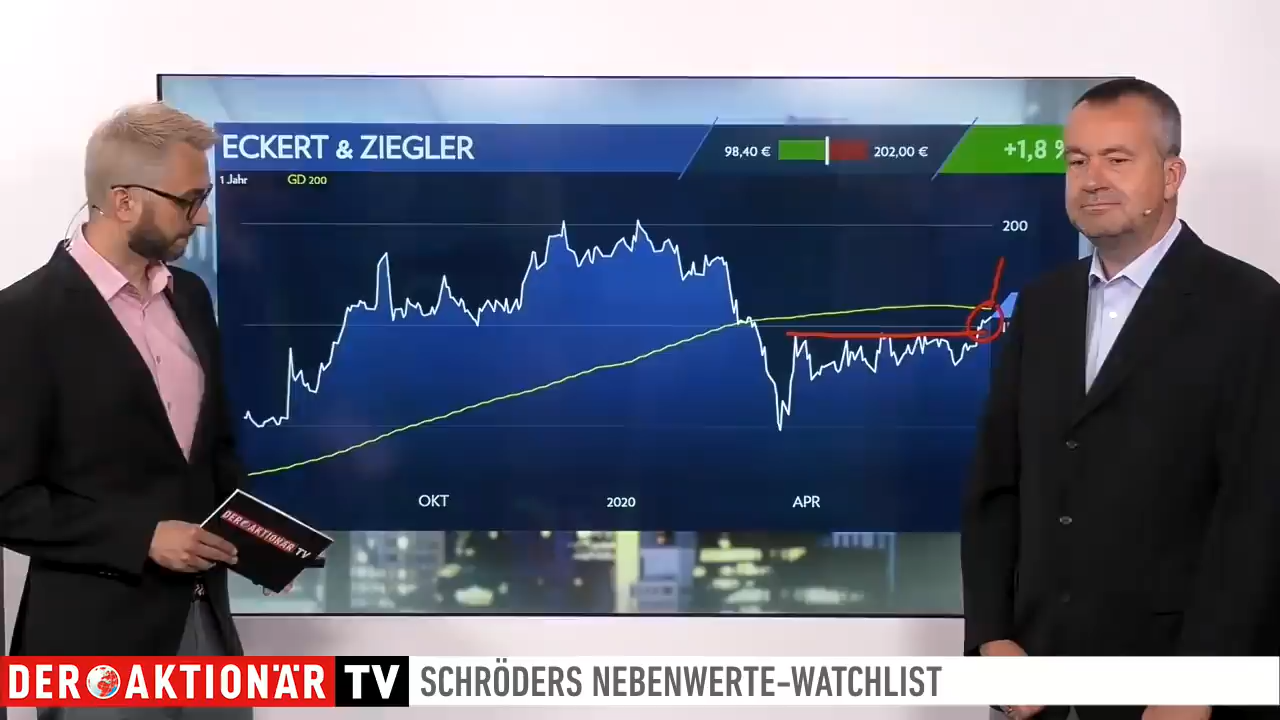 ECKERT & ZIEGLER
98,40 €
202,00 €
+1,8 %
1 Jahr
GD 200
200
OKT
2020
APR
DER AKTIONÄR TV
DER AKTIONÄR TV
SCHRÖDERS NEBENWERTE-WATCHLIST